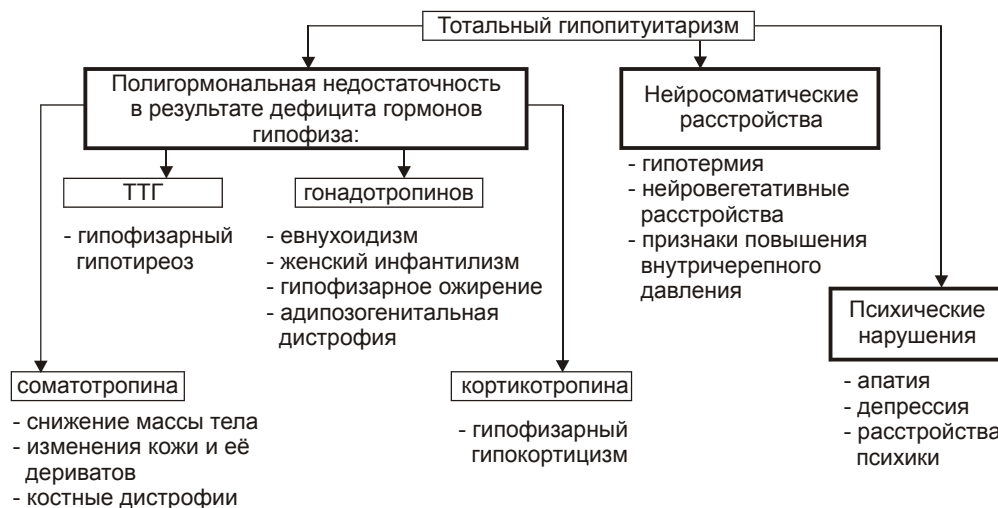 Тотальный гипопитуитаризм
Полигормональная недостаточность
в результате дефицита гормонов
гипофиза:
Нейросоматические
расстройства
- гипотермия
- нейровегетативные
расстройства
- признаки повышения
внутричерепного
давления
ТТГ
- гипофизарный
гипотиреоз
гонадотропинов
- евнухоидизм
- женский инфантилизм
- гипофизарное ожирение
- адипозогенитальная
дистрофия
Психические
нарушения
- апатия
- депрессия
- расстройства
психики
соматотропина
- снижение массы тела
- изменения кожи и её
дериватов
- костные дистрофии
кортикотропина
- гипофизарный
гипокортицизм